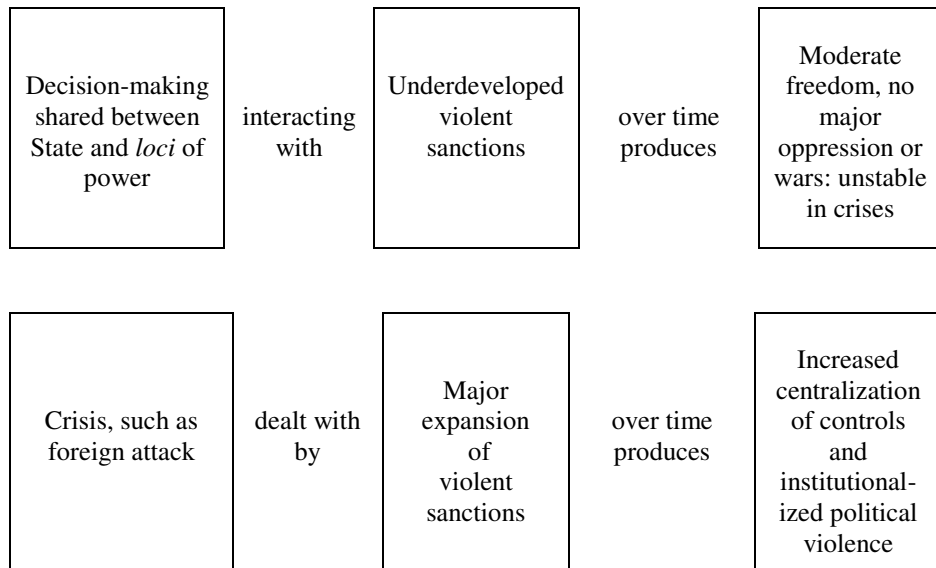 Decision-making
shared between
State and loci of
power
interacting
with
Underdeveloped
violent
sanctions
over time
produces
Moderate
freedom, no
major
oppression or
wars: unstable
in crises
Crisis, such as
foreign attack
dealt with
by
Major
expansion
of
violent
sanctions
over time
produces
Increased
centralization
of controls
and
institutional-
ized political
violence